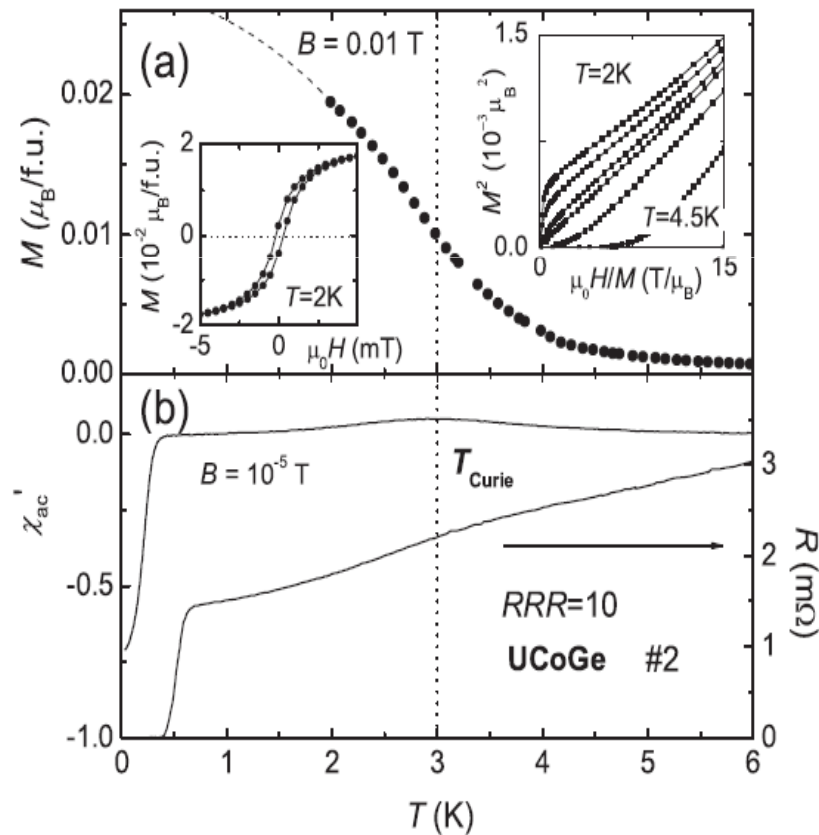 (a)
B = 0.01 T
M (μB/f.u.)
0.02
0.01
0.00
M (10⁻² μB/f.u.)
2
0
-2
T=2K
-5
0
μ₀H (mT)
M² (10⁻³ μB²)
1.5
0.0
T=2K
T=4.5K
0
15
μ₀H/M (T/μB)
(b)
B = 10⁻⁵ T
TCurie
χac'
0.0
-0.5
-1.0
R (mΩ)
3
2
1
0
RRR=10
UCoGe #2
0 1 2 3 4 5 6
T (K)